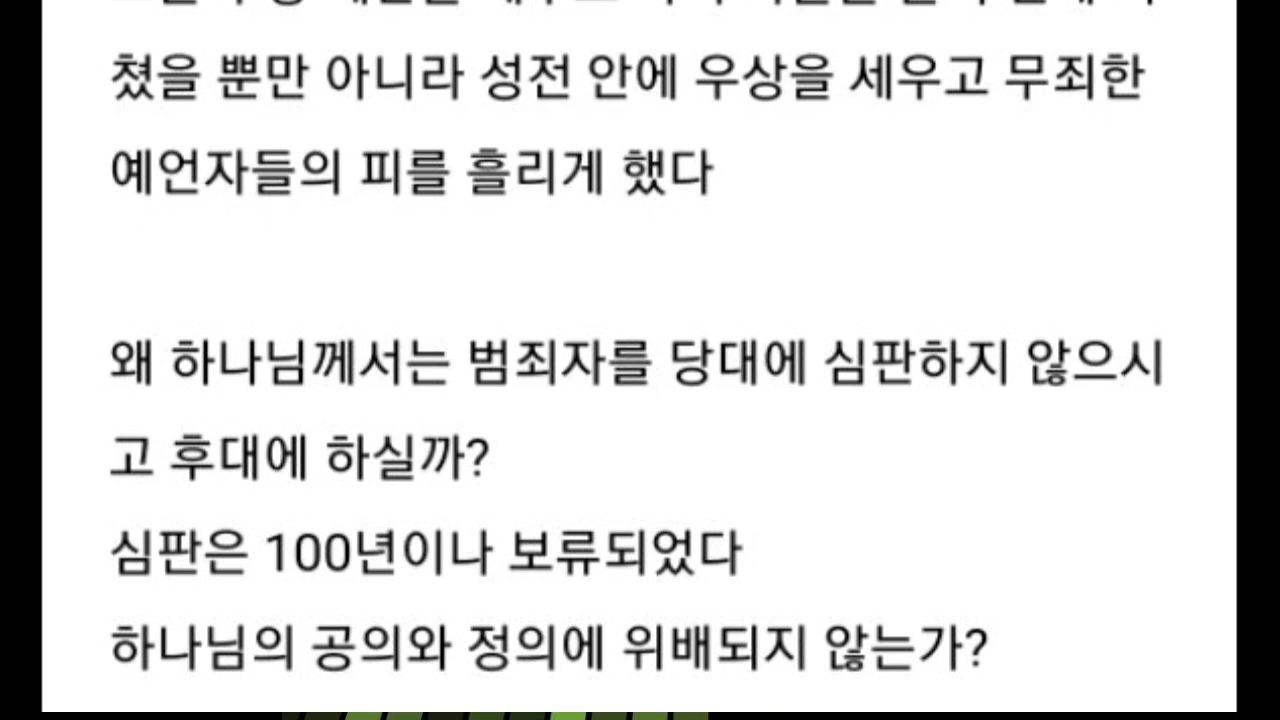 쳤을 뿐만 아니라 성전 안에 우상을 세우고 무죄한
예언자들의 피를 흘리게 했다
왜 하나님께서는 범죄자를 당대에 심판하지 않으시
고 후대에 하실까?
심판은 100년이나 보류되었다
하나님의 공의와 정의에 위배되지 않는가?